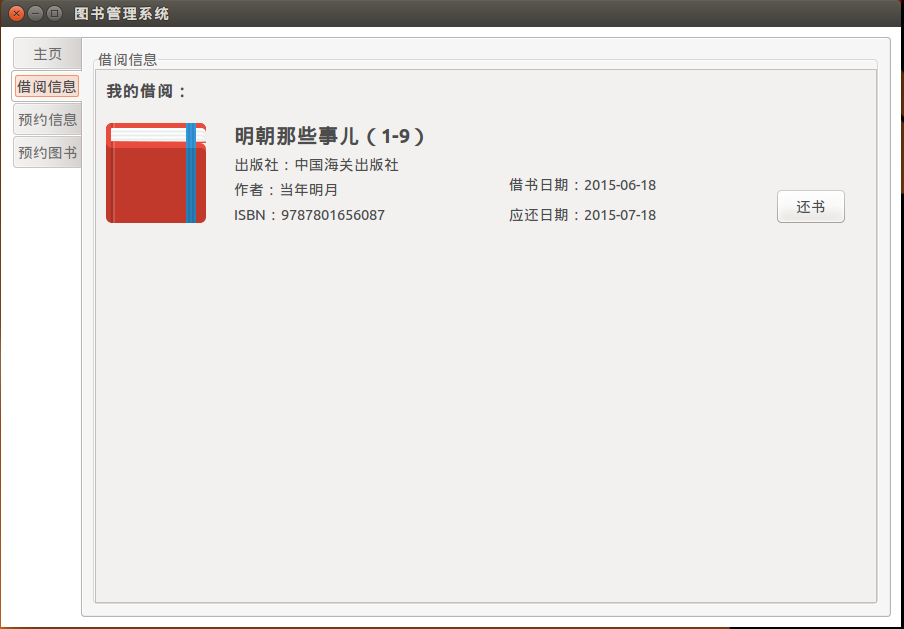 图书管理系统
主页
借阅信息
预约信息
预约图书
借阅信息
我的借阅：
明朝那些事儿（1-9）
出版社：中国海关出版社
作者：当年明月
ISBN：9787801656087
借书日期：2015-06-18
应还日期：2015-07-18
还书